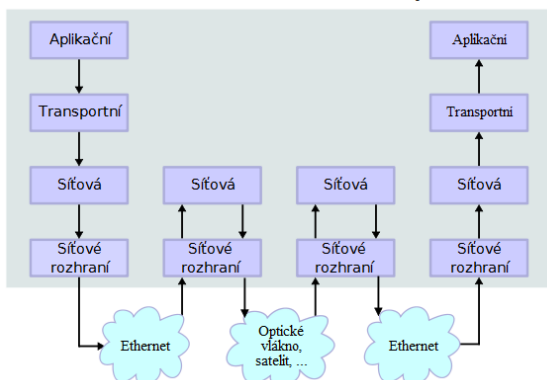 Aplikační
Aplikační
Transportní
Transportní
Síťová
Síťová
Síťová
Síťová
Síťové
rozhraní
Síťové
rozhraní
Síťové
rozhraní
Síťové
rozhraní
Ethernet
Optické
vlákno,
satelit, ...
Ethernet